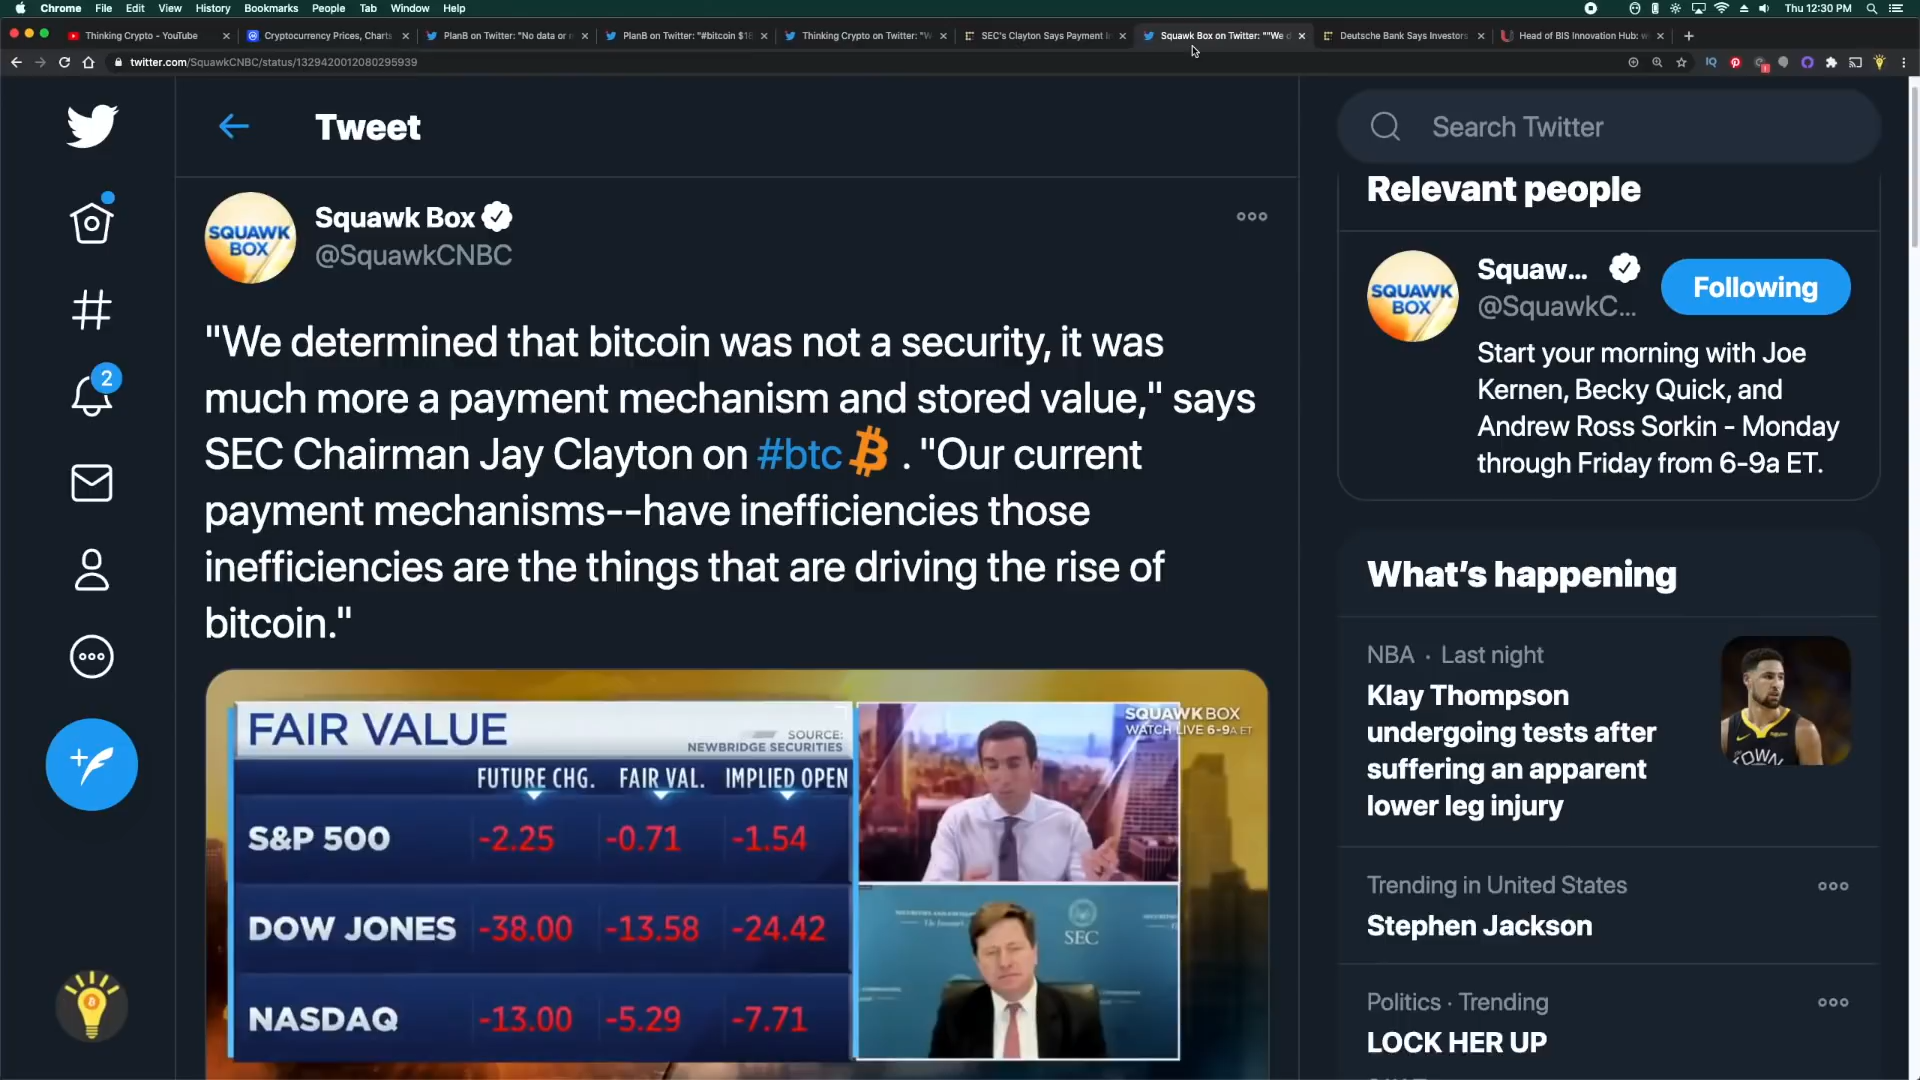 Chrome File Edit View History Bookmarks People Tab Window Help
Thu 12:30 PM
Thinking Crypto - YouTube
Cryptocurrency Prices, Charts
PlanB on Twitter: "No data or n
PlanB on Twitter: "#bitcoin $18
Thinking Crypto on Twitter: "W
SEC's Clayton Says Payment I
Squawk Box on Twitter: ""We d
Deutsche Bank Says Investors
Head of BIS Innovation Hub: w
twitter.com/SquawkCNBC/status/1329420012080295939
Tweet
Search Twitter
SQUAWK
BOX
Squawk Box
@SquawkCNBC
"We determined that bitcoin was not a security, it was
much more a payment mechanism and stored value," says
SEC Chairman Jay Clayton on #btc . "Our current
payment mechanisms--have inefficiencies those
inefficiencies are the things that are driving the rise of
bitcoin."
2
FAIR VALUE
SOURCE:
NEWBRIDGE SECURITIES
FUTURE CHG. FAIR VAL. IMPLIED OPEN
S&P 500 -2.25 -0.71 -1.54
DOW JONES -38.00 -13.58 -24.42
NASDAQ -13.00 -5.29 -7.71
SQUAWK BOX
WATCH LIVE 6-9A ET
SEC
Relevant people
SQUAWK
BOX
Squaw...
@SquawkC...
Following
Start your morning with Joe
Kernen, Becky Quick, and
Andrew Ross Sorkin - Monday
through Friday from 6-9a ET.
What's happening
NBA · Last night
Klay Thompson
undergoing tests after
suffering an apparent
lower leg injury
Trending in United States
Stephen Jackson
Politics · Trending
LOCK HER UP